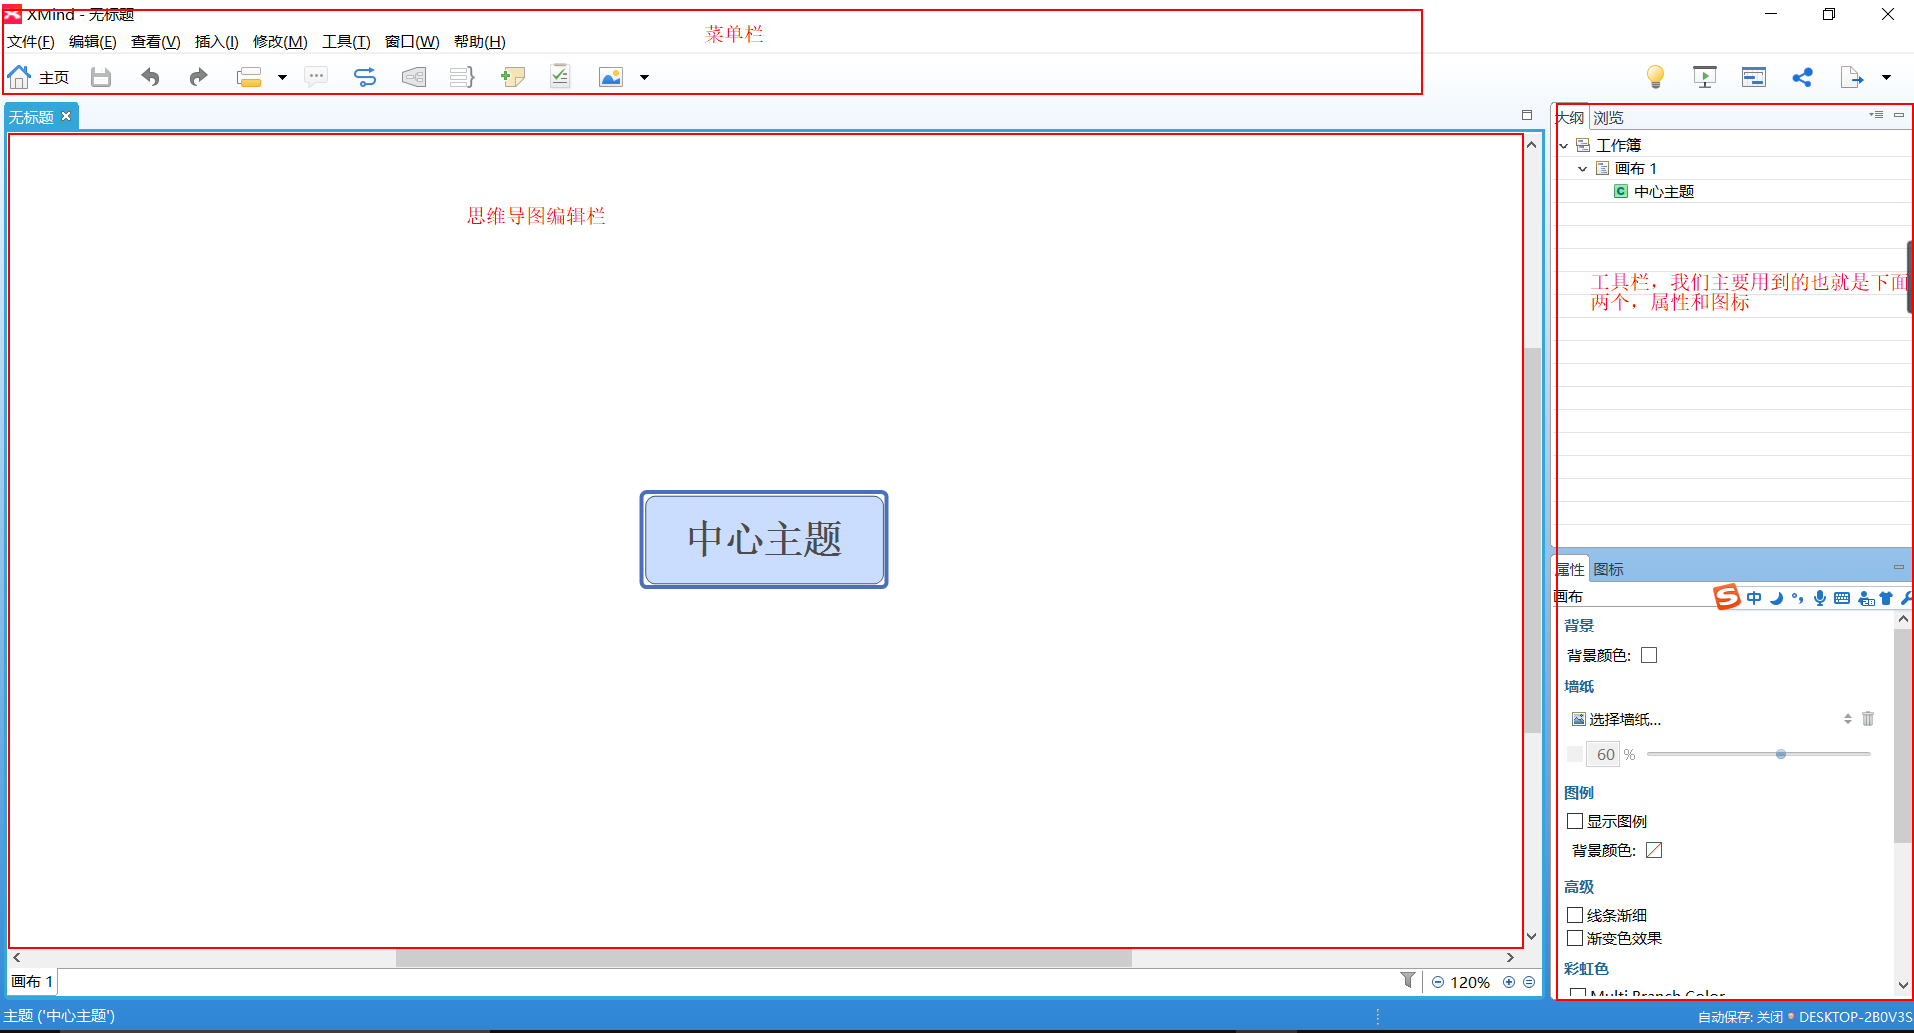 XMind - 无标题
文件(F) 编辑(E) 查看(V) 插入(I) 修改(M) 工具(T) 窗口(W) 帮助(H)
菜单栏
主页
无标题
大纲 浏览
工作簿
画布 1
中心主题
思维导图编辑栏
工具栏，我们主要用到的也就是下面
两个，属性和图标
中心主题
属性 图标
画布
中
背景
背景颜色:
墙纸
选择墙纸...
60 %
图例
显示图例
背景颜色:
高级
线条渐细
渐变色效果
彩虹色
Multi Branch Color
画布 1
120%
主题 ('中心主题')
自动保存: 关闭 DESKTOP-2B0V3S